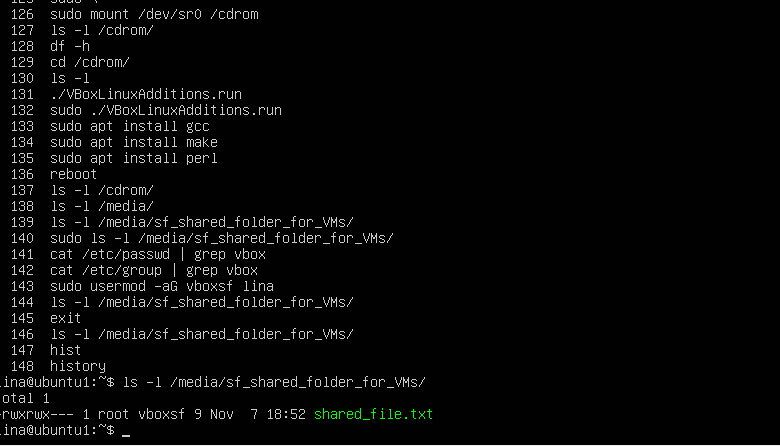 126 sudo mount /dev/sr0 /cdrom
127 ls -l /cdrom/
128 df -h
129 cd /cdrom/
130 ls -l
131 ./VBoxLinuxAdditions.run
132 sudo ./VBoxLinuxAdditions.run
133 sudo apt install gcc
134 sudo apt install make
135 sudo apt install perl
136 reboot
137 ls -l /cdrom/
138 ls -l /media/
139 ls -l /media/sf_shared_folder_for_VMs/
140 sudo ls -l /media/sf_shared_folder_for_VMs/
141 cat /etc/passwd | grep vbox
142 cat /etc/group | grep vbox
143 sudo usermod -aG vboxsf lina
144 ls -l /media/sf_shared_folder_for_VMs/
145 exit
146 ls -l /media/sf_shared_folder_for_VMs/
147 hist
148 history
ina@ubuntu1:~$ ls -l /media/sf_shared_folder_for_VMs/
otal 1
-rwxrwx--- 1 root vboxsf 9 Nov 7 18:52 shared_file.txt
ina@ubuntu1:~$ _